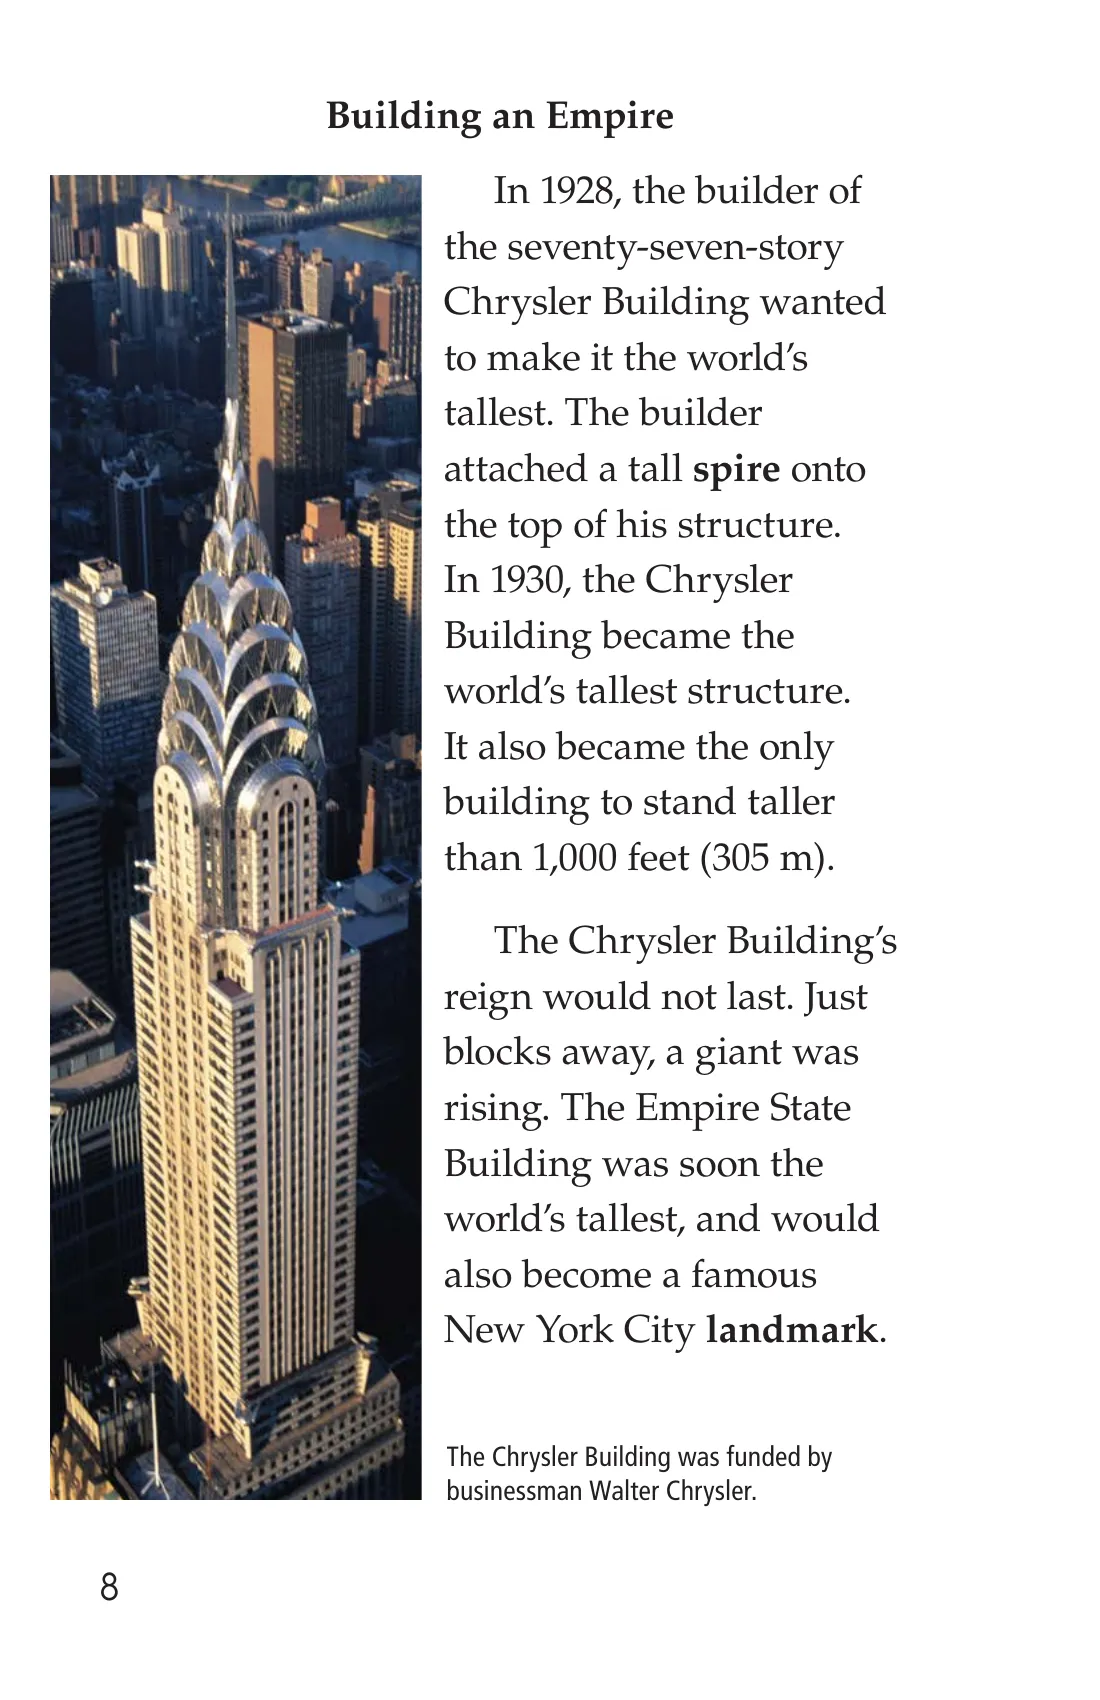 Building an Empire
In 1928, the builder of
the seventy-seven-story
Chrysler Building wanted
to make it the world’s
tallest. The builder
attached a tall spire onto
the top of his structure.
In 1930, the Chrysler
Building became the
world’s tallest structure.
It also became the only
building to stand taller
than 1,000 feet (305 m).
The Chrysler Building’s
reign would not last. Just
blocks away, a giant was
rising. The Empire State
Building was soon the
world’s tallest, and would
also become a famous
New York City landmark.
The Chrysler Building was funded by
businessman Walter Chrysler.
8